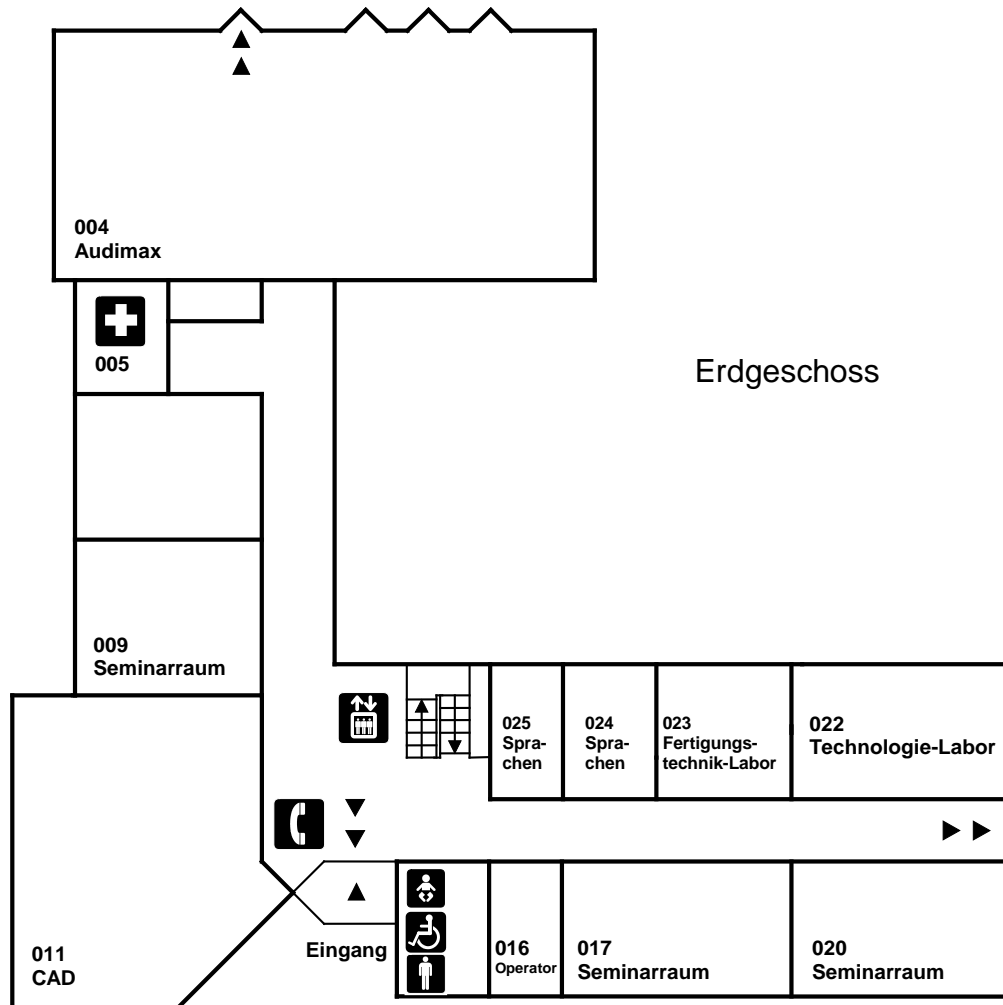 004
Audimax
005
Erdgeschoss
009
Seminarraum
025
Spra-
chen
024
Spra-
chen
023
Fertigungs-
technik-Labor
022
Technologie-Labor
011
CAD
Eingang
016
Operator
017
Seminarraum
020
Seminarraum